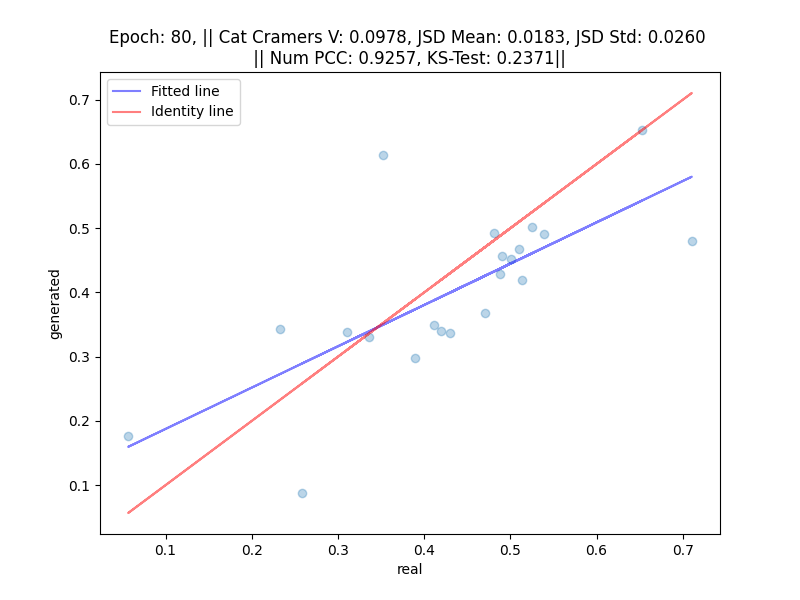 Epoch: 80, || Cat Cramers V: 0.0978, JSD Mean: 0.0183, JSD Std: 0.0260
|| Num PCC: 0.9257, KS-Test: 0.2371||
Fitted line
Identity line
0.7
0.6
0.5
0.4
0.3
0.2
0.1
generated
0.1 0.2 0.3 0.4 0.5 0.6 0.7
real